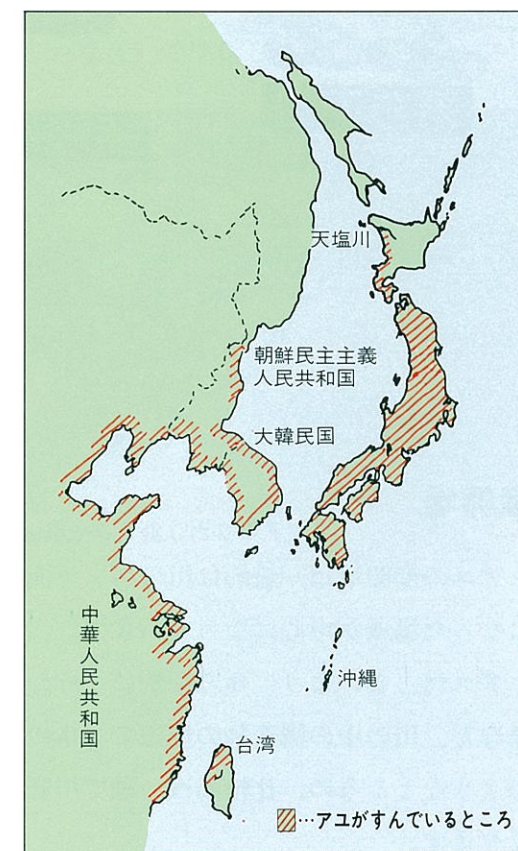 天塩川
朝鮮民主主義
人民共和国
大韓民国
中華人民共和国
沖縄
台湾
…アユがすんでいるところ